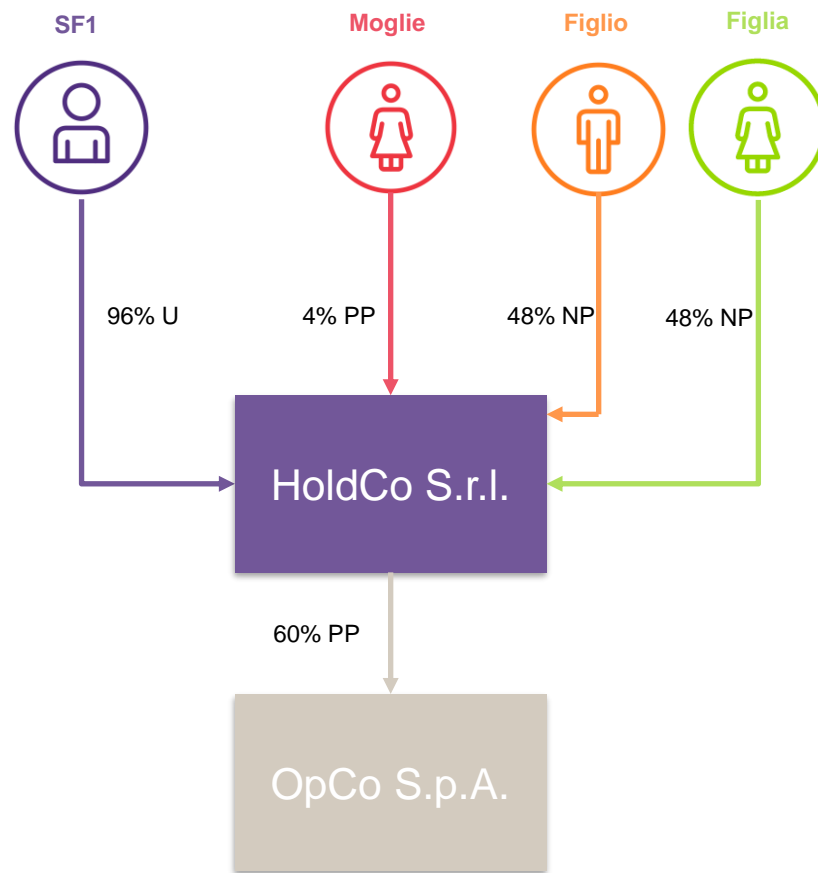 SF1
Moglie
Figlio
Figlia
96% U
4% PP
48% NP
48% NP
HoldCo S.r.l.
60% PP
OpCo S.p.A.